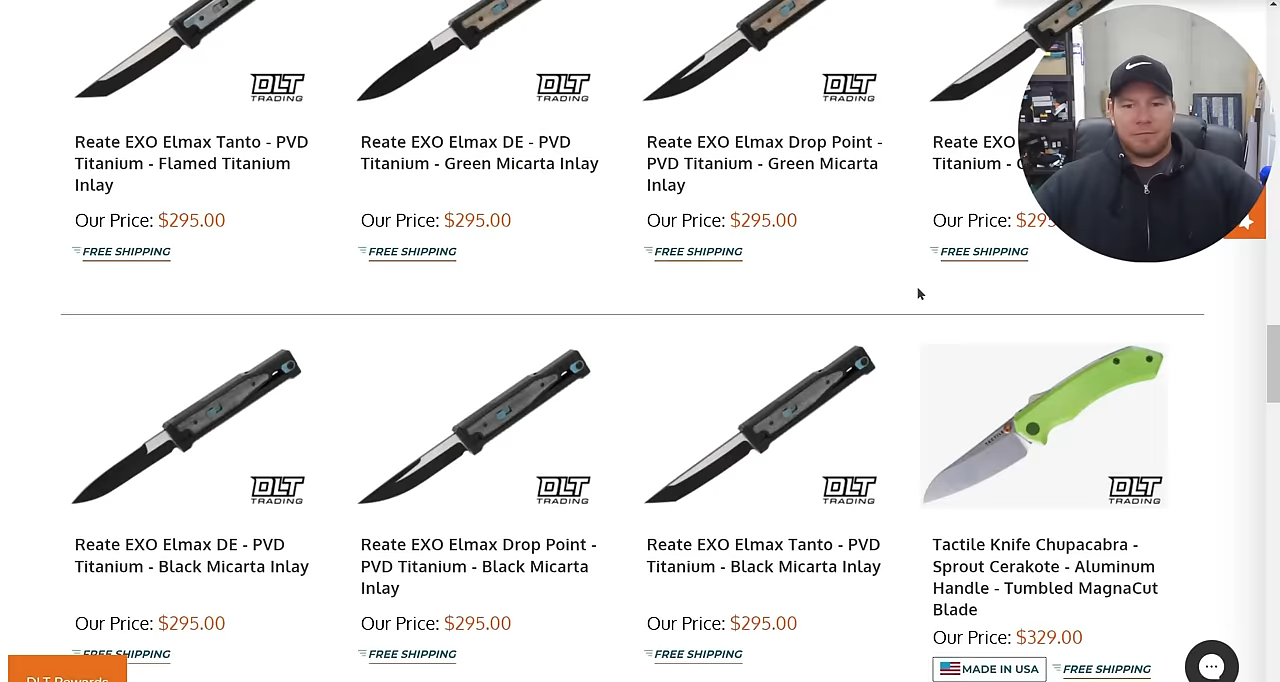 DLT
TRADING
DLT
TRADING
DLT
TRADING
Reate EXO Elmax Tanto - PVD
Titanium - Flamed Titanium
Inlay
Our Price: $295.00
FREE SHIPPING
Reate EXO Elmax DE - PVD
Titanium - Green Micarta Inlay
Our Price: $295.00
FREE SHIPPING
Reate EXO Elmax Drop Point -
PVD Titanium - Green Micarta
Inlay
Our Price: $295.00
FREE SHIPPING
Reate EXO
Titanium -
Our Price: $295
FREE SHIPPING
DLT
TRADING
DLT
TRADING
DLT
TRADING
TACTILE
DLT
TRADING
Reate EXO Elmax DE - PVD
Titanium - Black Micarta Inlay
Our Price: $295.00
FREE SHIPPING
Reate EXO Elmax Drop Point -
PVD Titanium - Black Micarta
Inlay
Our Price: $295.00
FREE SHIPPING
Reate EXO Elmax Tanto - PVD
Titanium - Black Micarta Inlay
Our Price: $295.00
FREE SHIPPING
Tactile Knife Chupacabra -
Sprout Cerakote - Aluminum
Handle - Tumbled MagnaCut
Blade
Our Price: $329.00
MADE IN USA
FREE SHIPPING
DLT Rewards